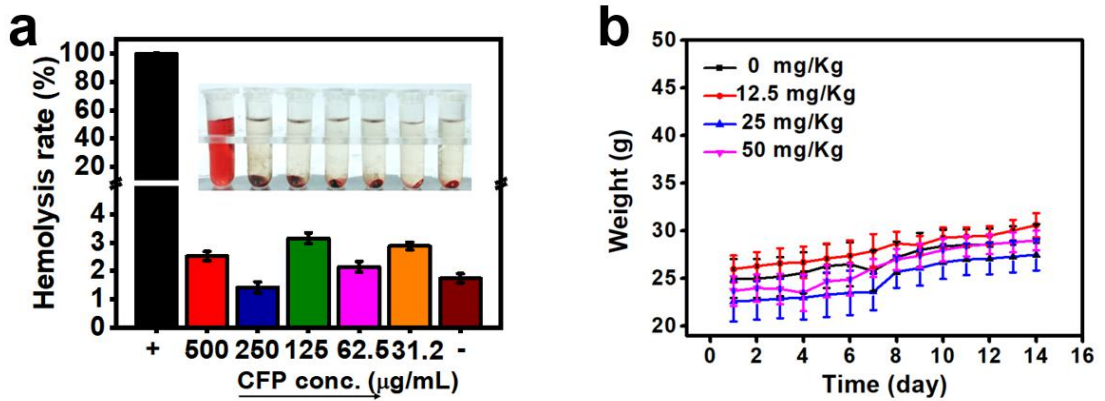 a
Hemolysis rate (%)
100
80
60
40
20
4
3
2
1
0
+ 500 250 125 62.5 31.2 -
CFP conc. (μg/mL)
b
Weight (g)
50
45
40
35
30
25
20
0 mg/Kg
12.5 mg/Kg
25 mg/Kg
50 mg/Kg
0 2 4 6 8 10 12 14 16
Time (day)